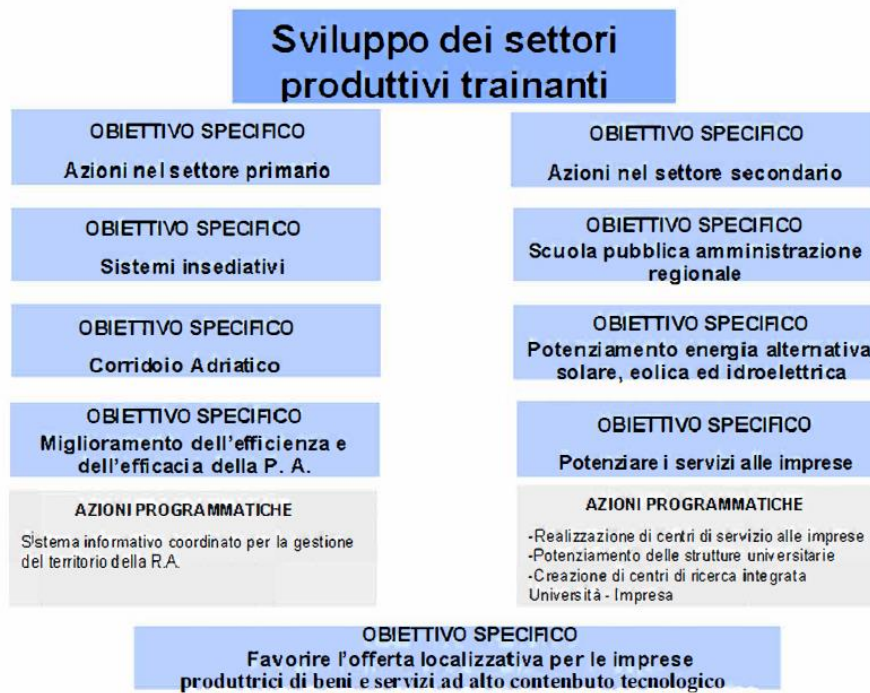 Sviluppo dei settori
produttivi trainanti
OBIETTIVO SPECIFICO
Azioni nel settore primario
OBIETTIVO SPECIFICO
Sistemi insediativi
OBIETTIVO SPECIFICO
Corridoio Adriatico
OBIETTIVO SPECIFICO
Miglioramento dell'efficienza e
dell'efficacia della P. A.
AZIONI PROGRAMMATICHE
Sistema informativo coordinato per la gestione
del territorio della R.A.
OBIETTIVO SPECIFICO
Azioni nel settore secondario
OBIETTIVO SPECIFICO
Scuola pubblica amministrazione
regionale
OBIETTIVO SPECIFICO
Potenziamento energia alternativa
solare, eolica ed idroelettrica
OBIETTIVO SPECIFICO
Potenziare i servizi alle imprese
AZIONI PROGRAMMATICHE
-Realizzazione di centri di servizio alle imprese
-Potenziamento delle strutture universitarie
-Creazione di centri di ricerca integrata
Università - Impresa
OBIETTIVO SPECIFICO
Favorire l'offerta localizzativa per le imprese
produttrici di beni e servizi ad alto contenbuto tecnologico